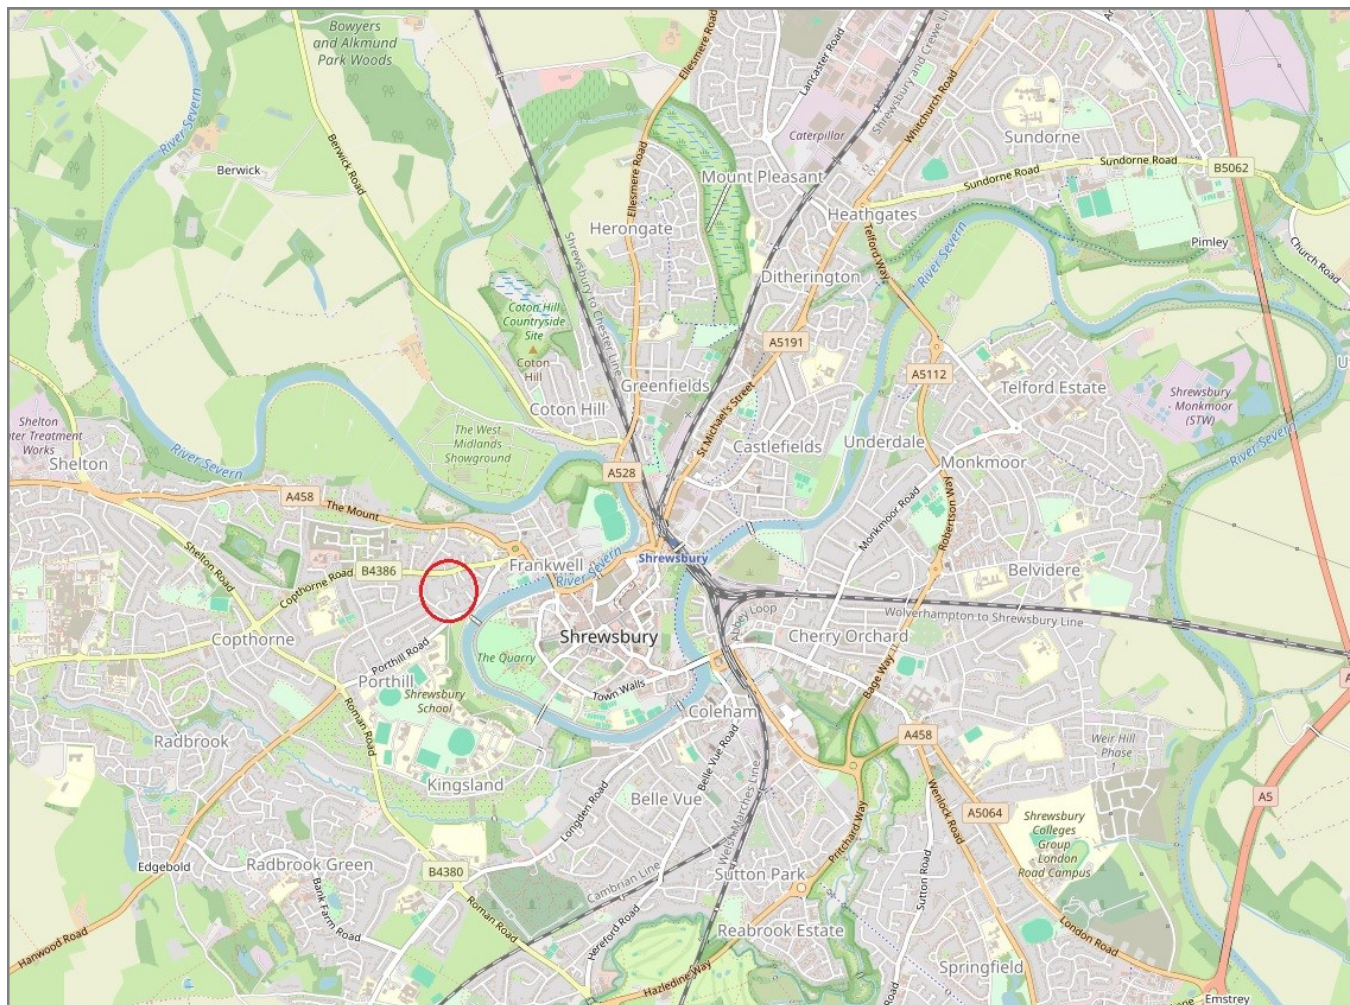 Bowyers
and Alkmund
Park Woods
Ellesmere Road
Lancaster Road
Shrewsbury and Crewe Line
Whitchurch Road
River Severn
Berwick Road
Caterpillar
Sundorne
Berwick
Ellesmere Road
Mount Pleasant
Sundorne Road
Sundorne Road
B5062
Heathgates
Herongate
Telford Way
Pimley
Church Road
Shrewsbury to Chester Line
River Severn
Ditherington
Coton Hill
Countryside
Site
Coton
Hill
A5191
A5112
Greenfields
Telford Estate
Shrewsbury
Monkmoor
(STW)
Coton Hill
St Michael's Street
Shelton
ter Treatment
Works
The West
Midlands
Showground
Castlefields
Underdale
Shelton
River Severn
A528
Monkmoor
River Severn
A458
The Mount
Monkmoor Road
Robertson Way
Shelton Road
Frankwell
Shrewsbury
Copthorne Road
B4386
River Severn
Belvidere
Abbey Loop
Wolverhampton to Shrewsbury Line
Copthorne
Shrewsbury
Cherry Orchard
Porthill Road
The Quarry
Bage Way
Porthill
Shrewsbury
School
Town Walls
Coleham
Roman Road
Radbrook
A458
Weir Hill
Phase
1
Kingsland
Longden Road
Belle Vue Road
Belle Vue
Welsh Marches Line
Pritchard Way
Wenlock Road
A5064
A5
Shrewsbury
Colleges
Group
London
Road Campus
Edgebold
Radbrook Green
B4380
Cambrian Line
Sutton Park
Sutton Road
Bank Farm Road
Roman Road
Hereford Road
Reabrook Estate
London Road
Hanwood Road
Hazledine Way
Springfield
Road
Emstrey